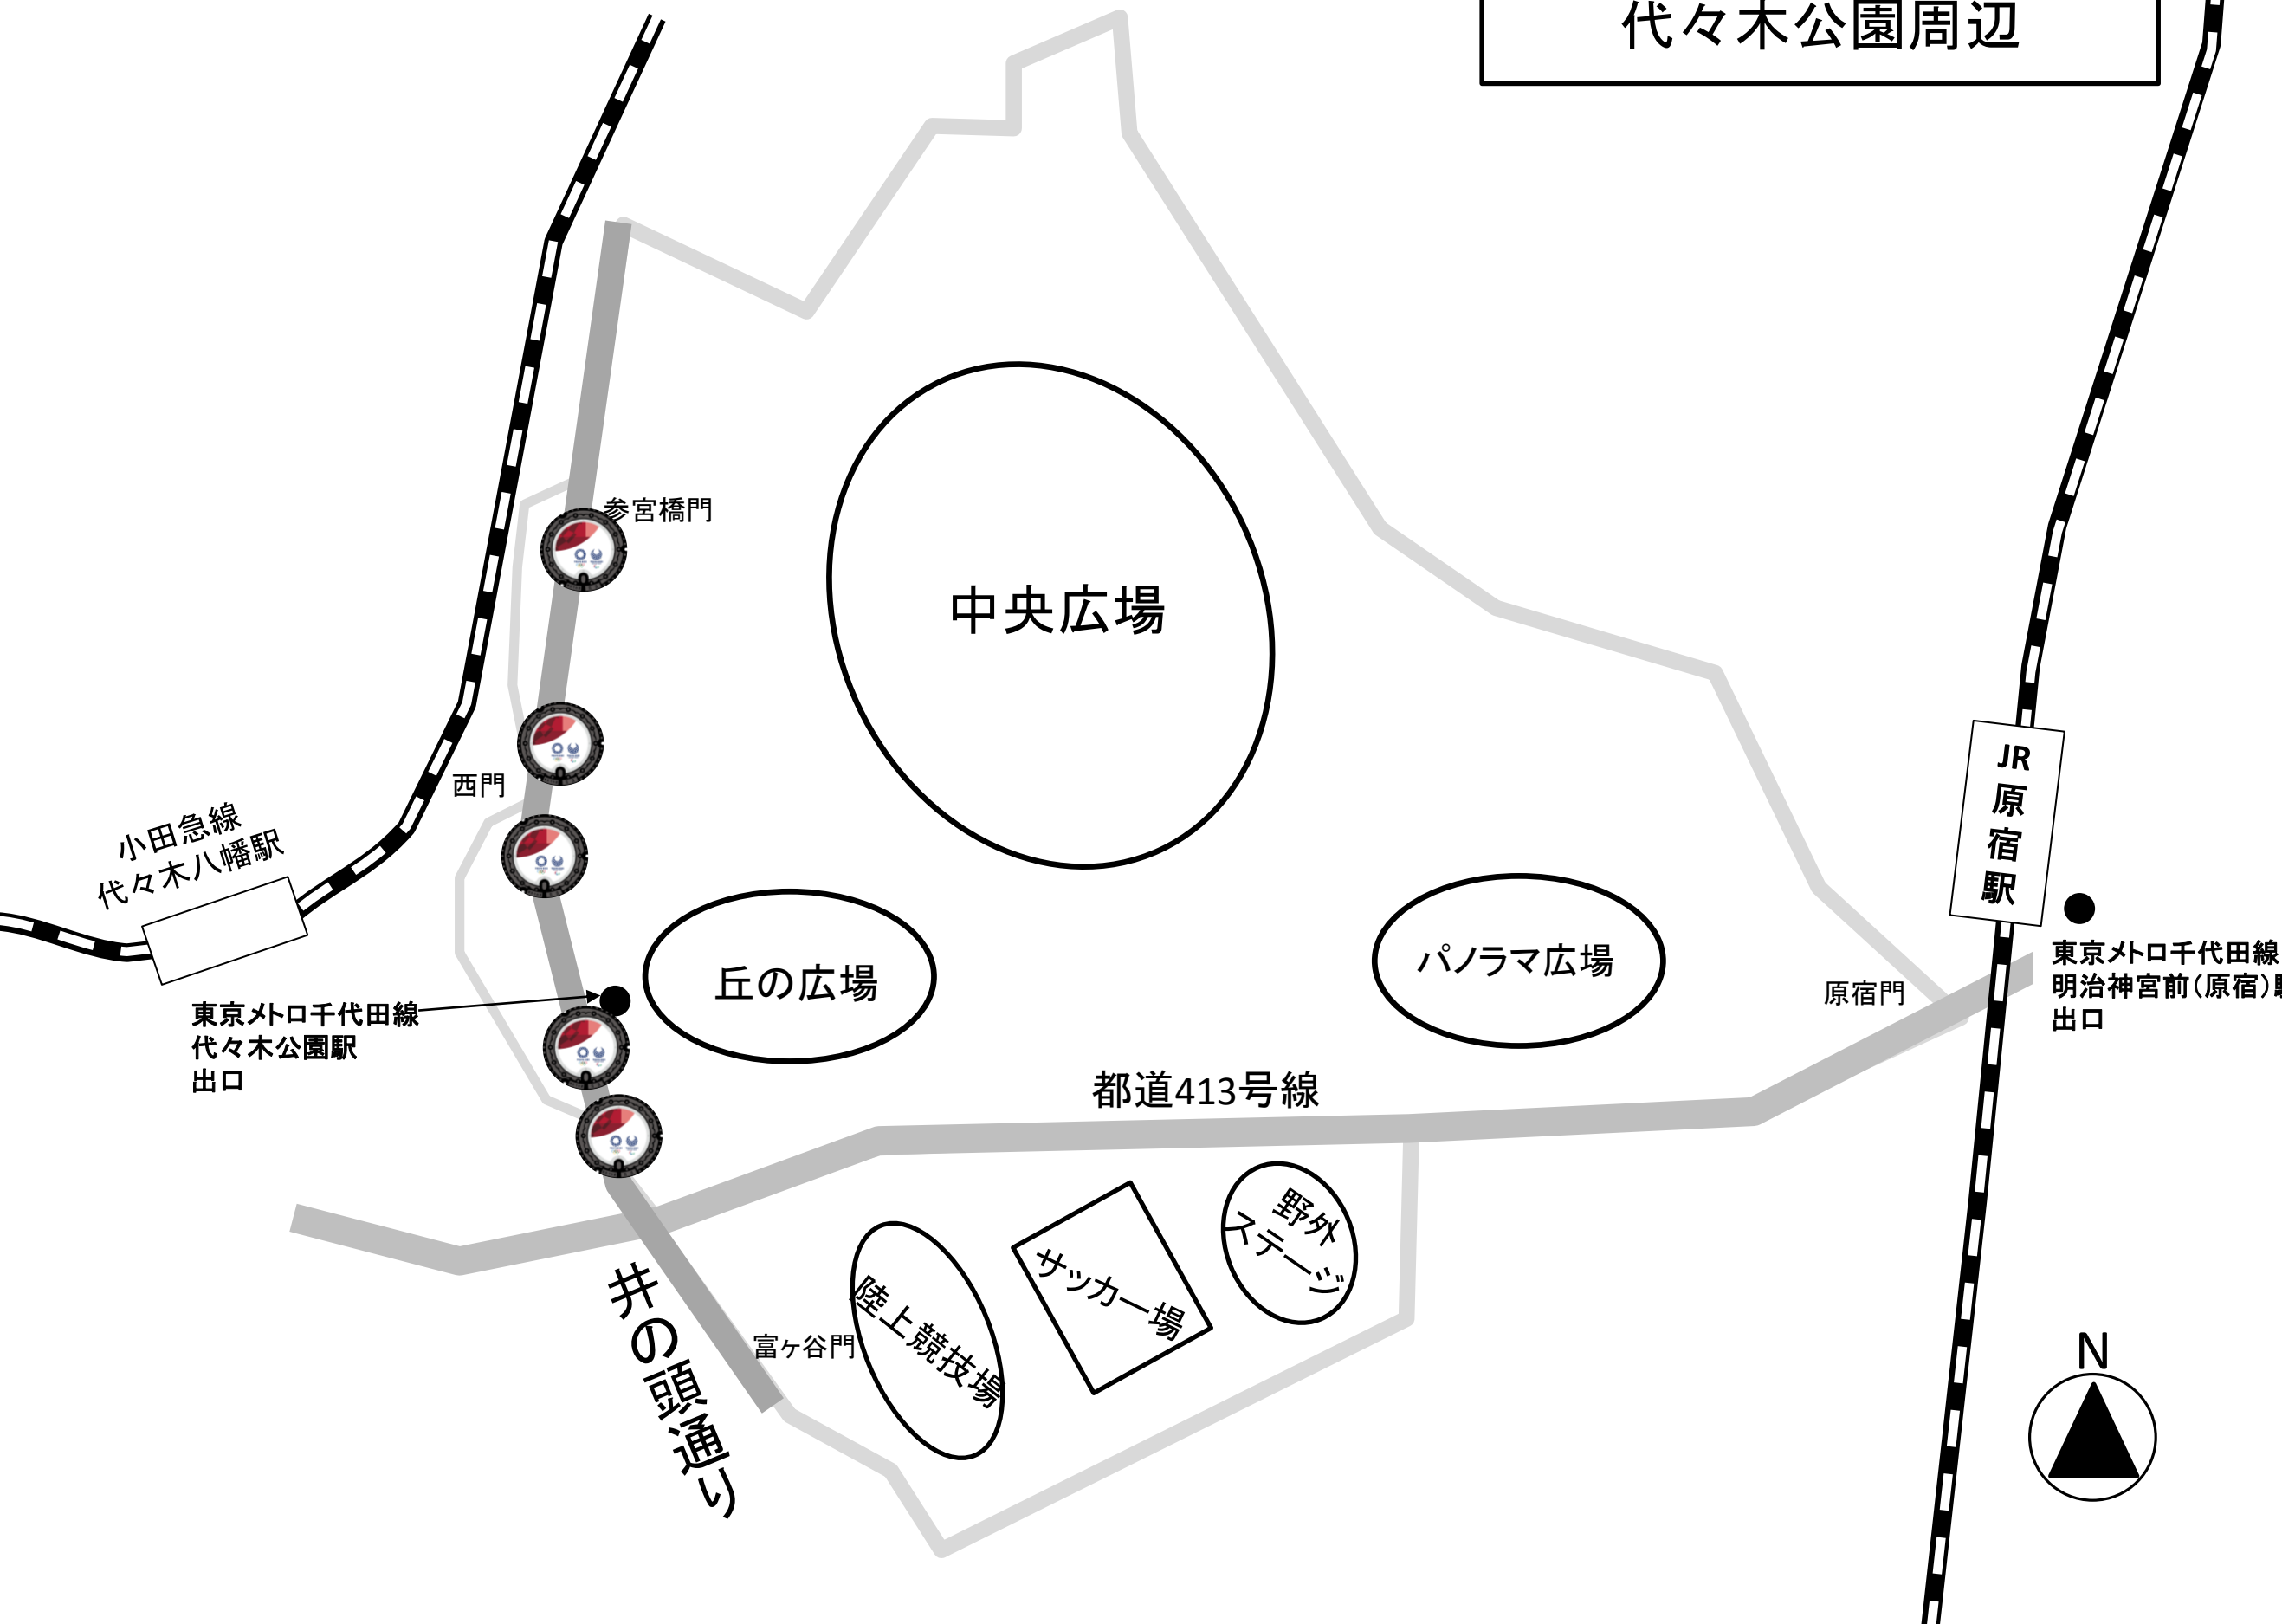 代々木公園周辺
参宮橋門
中央広場
西門
小田急線
代々木八幡駅
JR
原
宿
駅
丘の広場
パノラマ広場
東京メトロ千代田線
明治神宮前(原宿)
出口
原宿門
東京メトロ千代田線
代々木公園駅
出口
都道413号線
野外
ステージ
サッカー場
陸上競技場
富ヶ谷門
井の頭通り
N